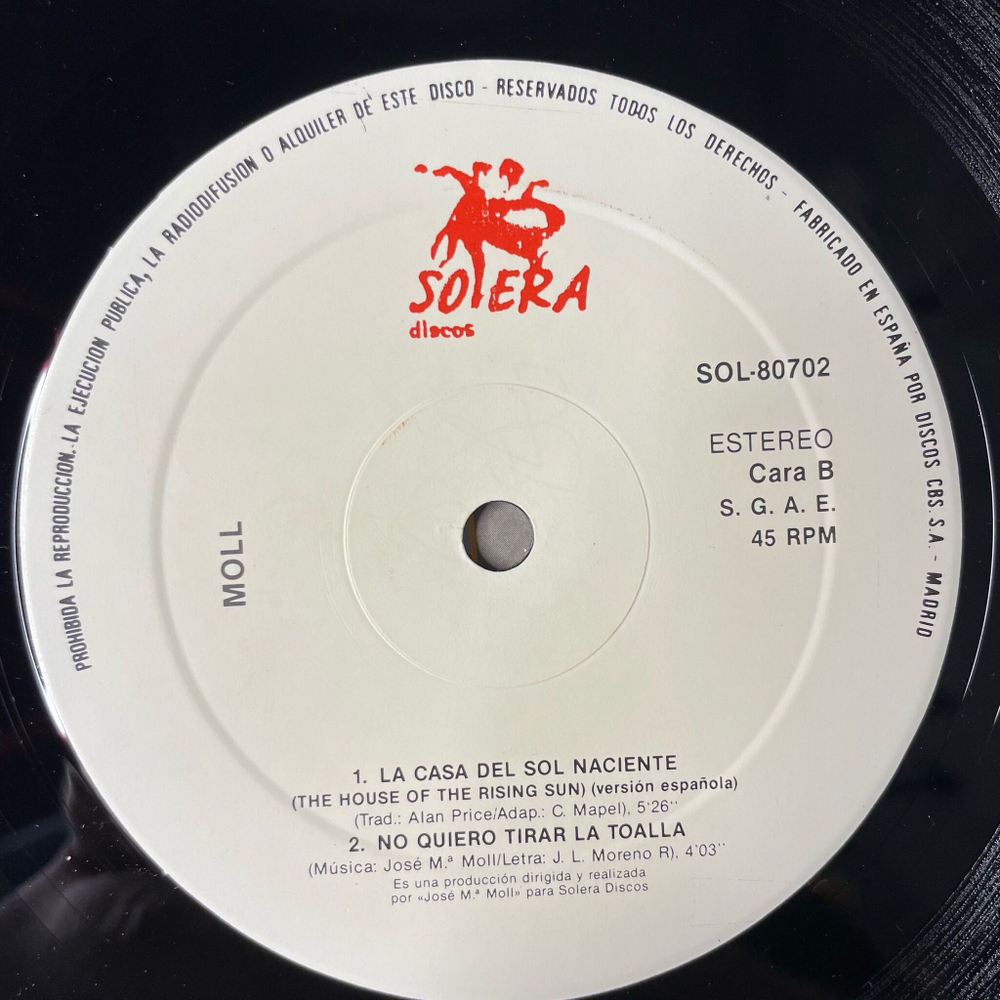 PROHIBIDA LA REPRODUCCION.-LA EJECUCION PUBLICA, LA RADIODIFUSION O ALQUILER DE ESTE DISCO - RESERVADOS TODOS LOS DERECHOS - FABRICADO EN ESPAÑA POR DISCOS CBS. S.A. - MADRID
SOLERA
discos
SOL-80702
ESTEREO
Cara B
S. G. A. E.
45 RPM
MOLL
1. LA CASA DEL SOL NACIENTE
(THE HOUSE OF THE RISING SUN) (versión española)
(Trad.: Alan Price/Adap.: C. Mapel), 5'26''
2. NO QUIERO TIRAR LA TOALLA
(Música: José M.ª Moll/Letra: J. L. Moreno R), 4'03''
Es una producción dirigida y realizada
por «José M.ª Moll» para Solera Discos